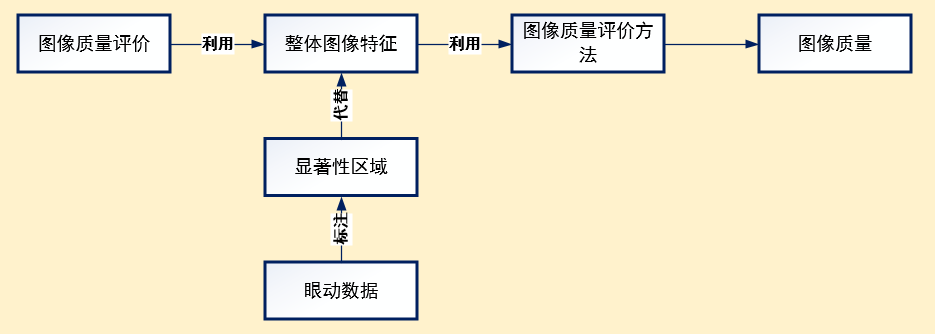 图像质量评价
利用
整体图像特征
利用
图像质量评价方
法
图像质量
代替
显著性区域
标注
眼动数据